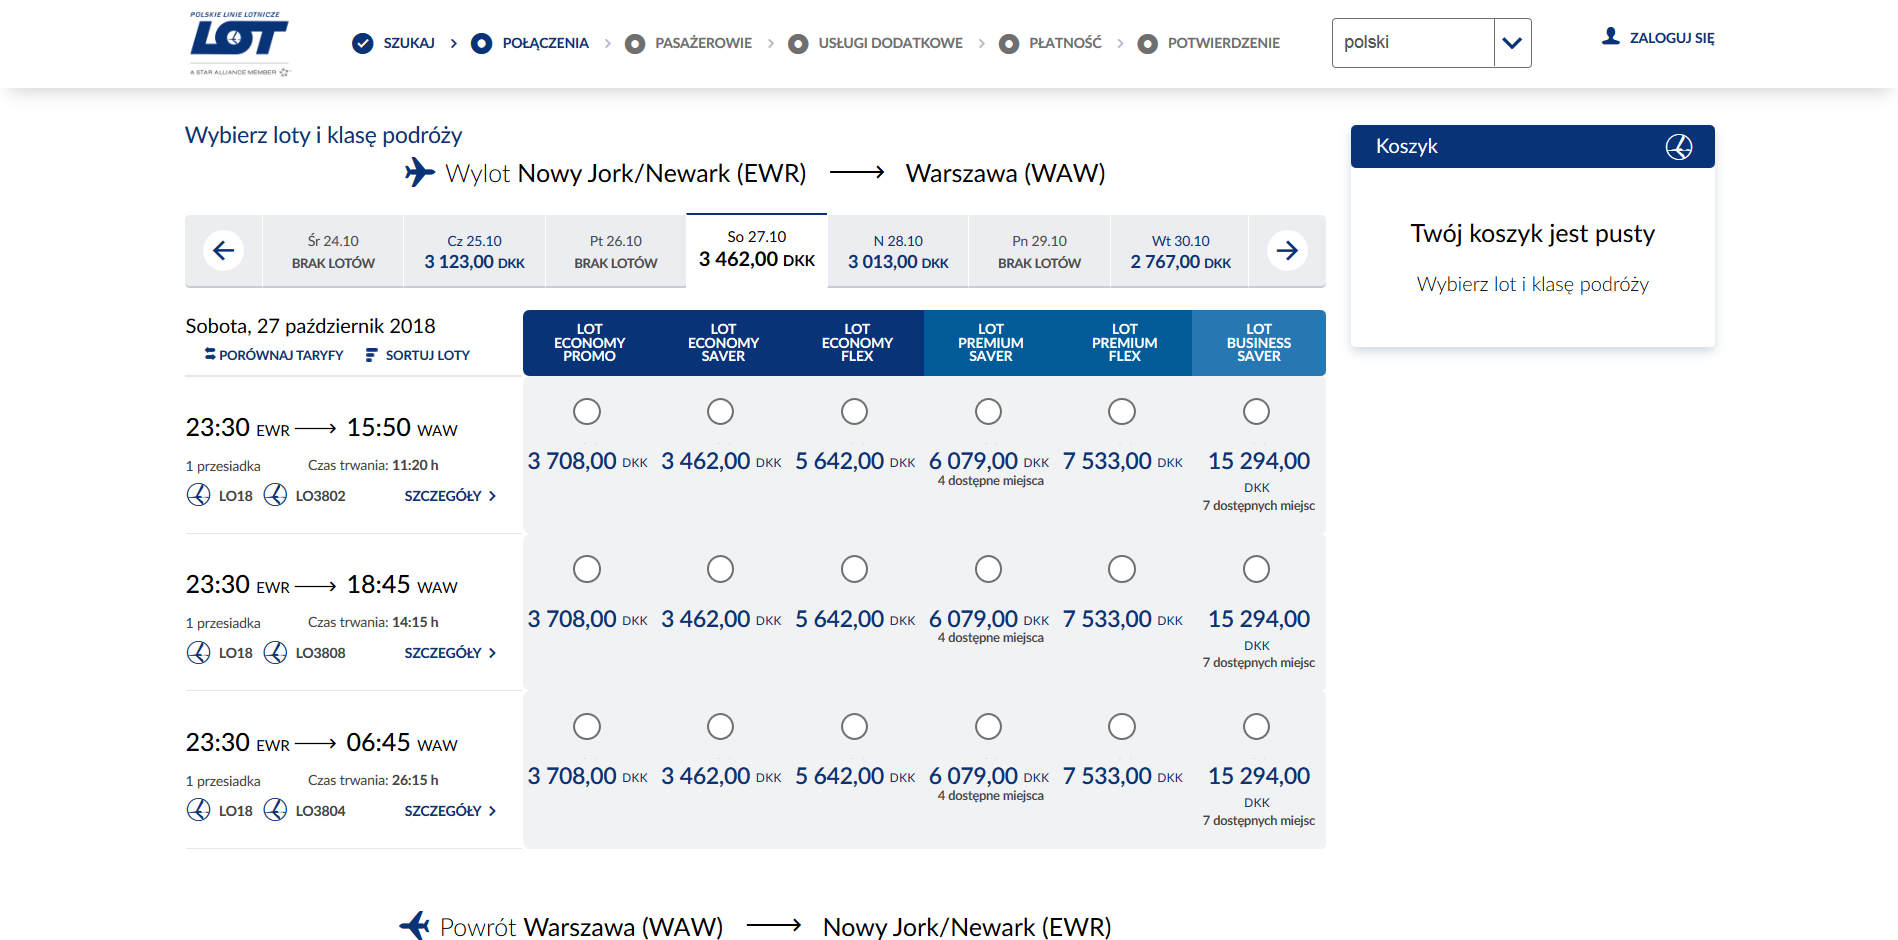 POLSKIE LINIE LOTNICZE
LOT
A STAR ALLIANCE MEMBER
SZUKAJ
POŁĄCZENIA
PASAŻEROWIE
USŁUGI DODATKOWE
PŁATNOŚĆ
POTWIERDZENIE
polski
ZALOGUJ SIĘ
Wybierz loty i klasę podróży
Wylot Nowy Jork/Newark (EWR) Warszawa (WAW)
Śr 24.10
BRAK LOTÓW
Cz 25.10
3 123,00 DKK
Pt 26.10
BRAK LOTÓW
So 27.10
3 462,00 DKK
N 28.10
3 013,00 DKK
Pn 29.10
BRAK LOTÓW
Wt 30.10
2 767,00 DKK
Koszyk
Twój koszyk jest pusty
Wybierz lot i klasę podróży
Sobota, 27 październik 2018
PORÓWNAJ TARYFY
SORTUJ LOTY
LOT
ECONOMY
PROMO
LOT
ECONOMY
SAVER
LOT
ECONOMY
FLEX
LOT
PREMIUM
SAVER
LOT
PREMIUM
FLEX
LOT
BUSINESS
SAVER
23:30 EWR 15:50 WAW
1 przesiadka Czas trwania: 11:20 h
LO18 LO3802 SZCZEGÓŁY
3 708,00 DKK
3 462,00 DKK
5 642,00 DKK
6 079,00 DKK
4 dostępne miejsca
7 533,00 DKK
15 294,00
DKK
7 dostępnych miejsc
23:30 EWR 18:45 WAW
1 przesiadka Czas trwania: 14:15 h
LO18 LO3808 SZCZEGÓŁY
3 708,00 DKK
3 462,00 DKK
5 642,00 DKK
6 079,00 DKK
4 dostępne miejsca
7 533,00 DKK
15 294,00
DKK
7 dostępnych miejsc
23:30 EWR 06:45 WAW
1 przesiadka Czas trwania: 26:15 h
LO18 LO3804 SZCZEGÓŁY
3 708,00 DKK
3 462,00 DKK
5 642,00 DKK
6 079,00 DKK
4 dostępne miejsca
7 533,00 DKK
15 294,00
DKK
7 dostępnych miejsc
Powrót Warszawa (WAW) Nowy Jork/Newark (EWR)